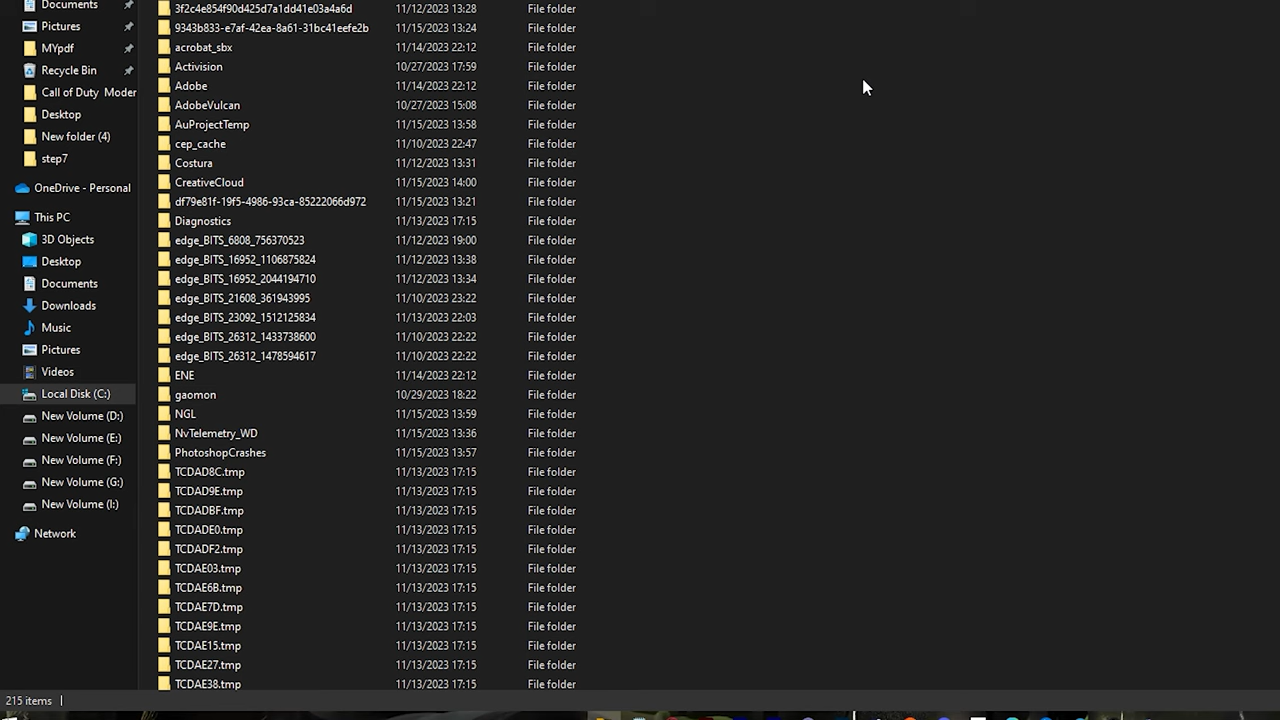 Documents
Pictures
MYpdf
Recycle Bin
Call of Duty Moder
Desktop
New folder (4)
step7
OneDrive - Personal
This PC
3D Objects
Desktop
Documents
Downloads
Music
Pictures
Videos
Local Disk (C:)
New Volume (D:)
New Volume (E:)
New Volume (F:)
New Volume (G:)
New Volume (I:)
Network
3f2c4e854f90d425d7a1dd41e03a4a6d 11/12/2023 13:28 File folder
9343b833-e7af-42ea-8a61-31bc41eefe2b 11/15/2023 13:24 File folder
acrobat_sbx 11/14/2023 22:12 File folder
Activision 10/27/2023 17:59 File folder
Adobe 11/14/2023 22:12 File folder
AdobeVulcan 10/27/2023 15:08 File folder
AuProjectTemp 11/15/2023 13:58 File folder
cep_cache 11/10/2023 22:47 File folder
Costura 11/12/2023 13:31 File folder
CreativeCloud 11/15/2023 14:00 File folder
df79e81f-19f5-4986-93ca-85222066d972 11/15/2023 13:21 File folder
Diagnostics 11/13/2023 17:15 File folder
edge_BITS_6808_756370523 11/12/2023 19:00 File folder
edge_BITS_16952_1106875824 11/12/2023 13:38 File folder
edge_BITS_16952_2044194710 11/12/2023 13:34 File folder
edge_BITS_21608_361943995 11/10/2023 23:22 File folder
edge_BITS_23092_1512125834 11/13/2023 22:03 File folder
edge_BITS_26312_1433738600 11/10/2023 22:22 File folder
edge_BITS_26312_1478594617 11/10/2023 22:22 File folder
ENE 11/14/2023 22:12 File folder
gaomon 10/29/2023 18:22 File folder
NGL 11/15/2023 13:59 File folder
NvTelemetry_WD 11/15/2023 13:36 File folder
PhotoshopCrashes 11/15/2023 13:57 File folder
TCDAD8C.tmp 11/13/2023 17:15 File folder
TCDAD9E.tmp 11/13/2023 17:15 File folder
TCDADBF.tmp 11/13/2023 17:15 File folder
TCDADE0.tmp 11/13/2023 17:15 File folder
TCDADF2.tmp 11/13/2023 17:15 File folder
TCDAE03.tmp 11/13/2023 17:15 File folder
TCDAE6B.tmp 11/13/2023 17:15 File folder
TCDAE7D.tmp 11/13/2023 17:15 File folder
TCDAE9E.tmp 11/13/2023 17:15 File folder
TCDAE15.tmp 11/13/2023 17:15 File folder
TCDAE27.tmp 11/13/2023 17:15 File folder
TCDAE38.tmp 11/13/2023 17:15 File folder
215 items